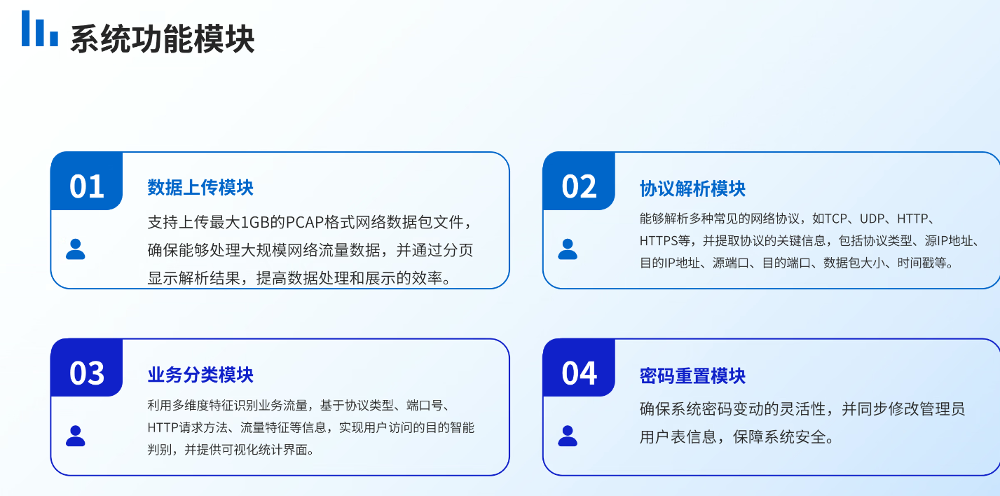 系统功能模块
01
数据上传模块
支持上传最大1GB的PCAP格式网络数据包文件，
确保能够处理大规模网络流量数据，并通过分页
显示解析结果，提高数据处理和展示的效率。
02
协议解析模块
能够解析多种常见的网络协议，如TCP、UDP、HTTP、
HTTPS等，并提取协议的关键信息，包括协议类型、源IP地址、
目的IP地址、源端口、目的端口、数据包大小、时间戳等。
03
业务分类模块
利用多维度特征识别业务流量，基于协议类型、端口号、
HTTP请求方法、流量特征等信息，实现用户访问的目的智能
判别，并提供可视化统计界面。
04
密码重置模块
确保系统密码变动的灵活性，并同步修改管理员
用户表信息，保障系统安全。